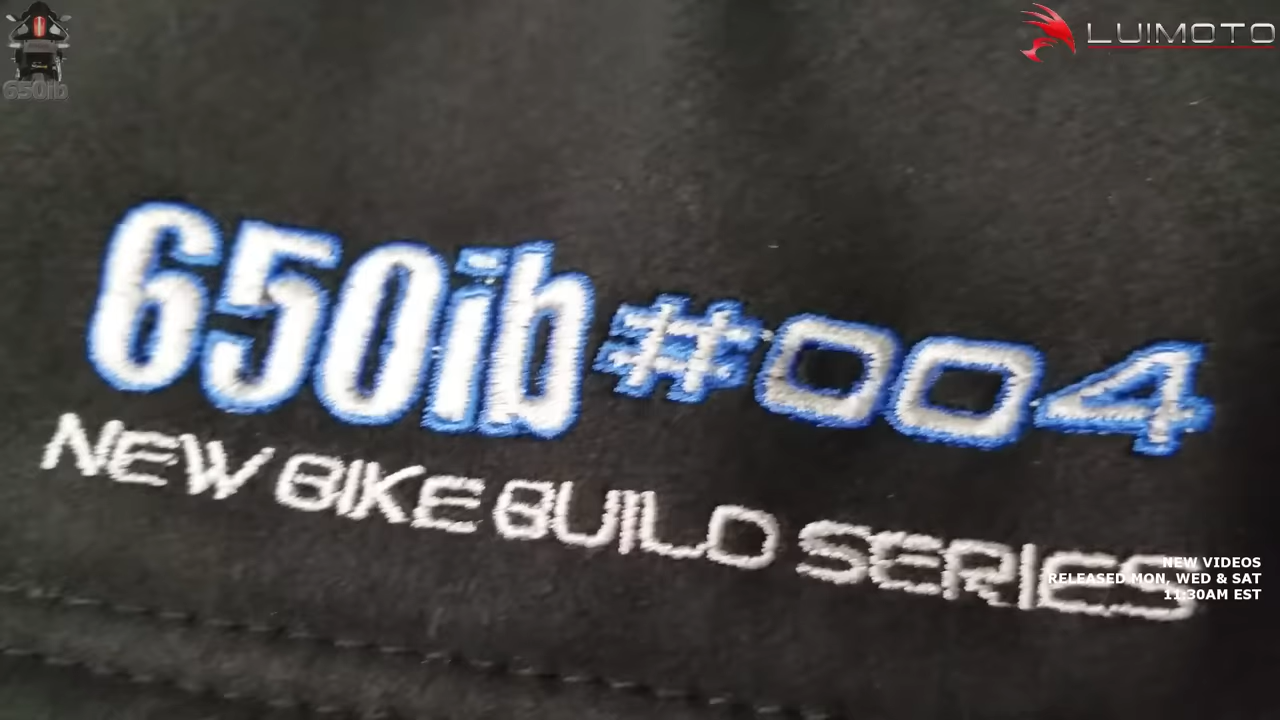 650ib
LUIMOTO
650ib #004
NEW BIKE BUILD SERIES
NEW VIDEOS
RELEASED MON, WED & SAT
11:30AM EST